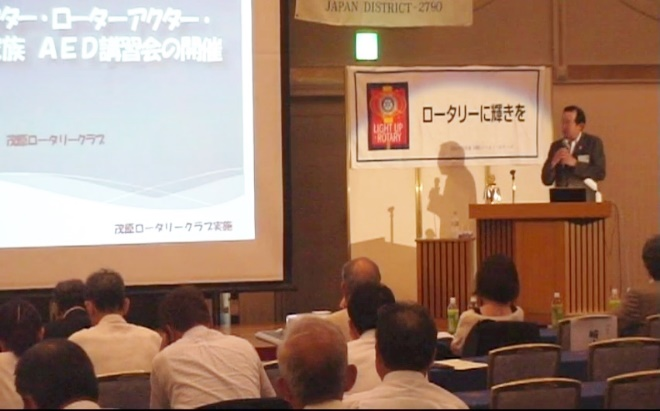 JAPAN DISTRICT-2790
ター・ローターアクター・
家族 AED講習会の開催
茂原ロータリークラブ
茂原ロータリークラブ実施
LIGHT UP
ROTARY
ロータリーに輝きを